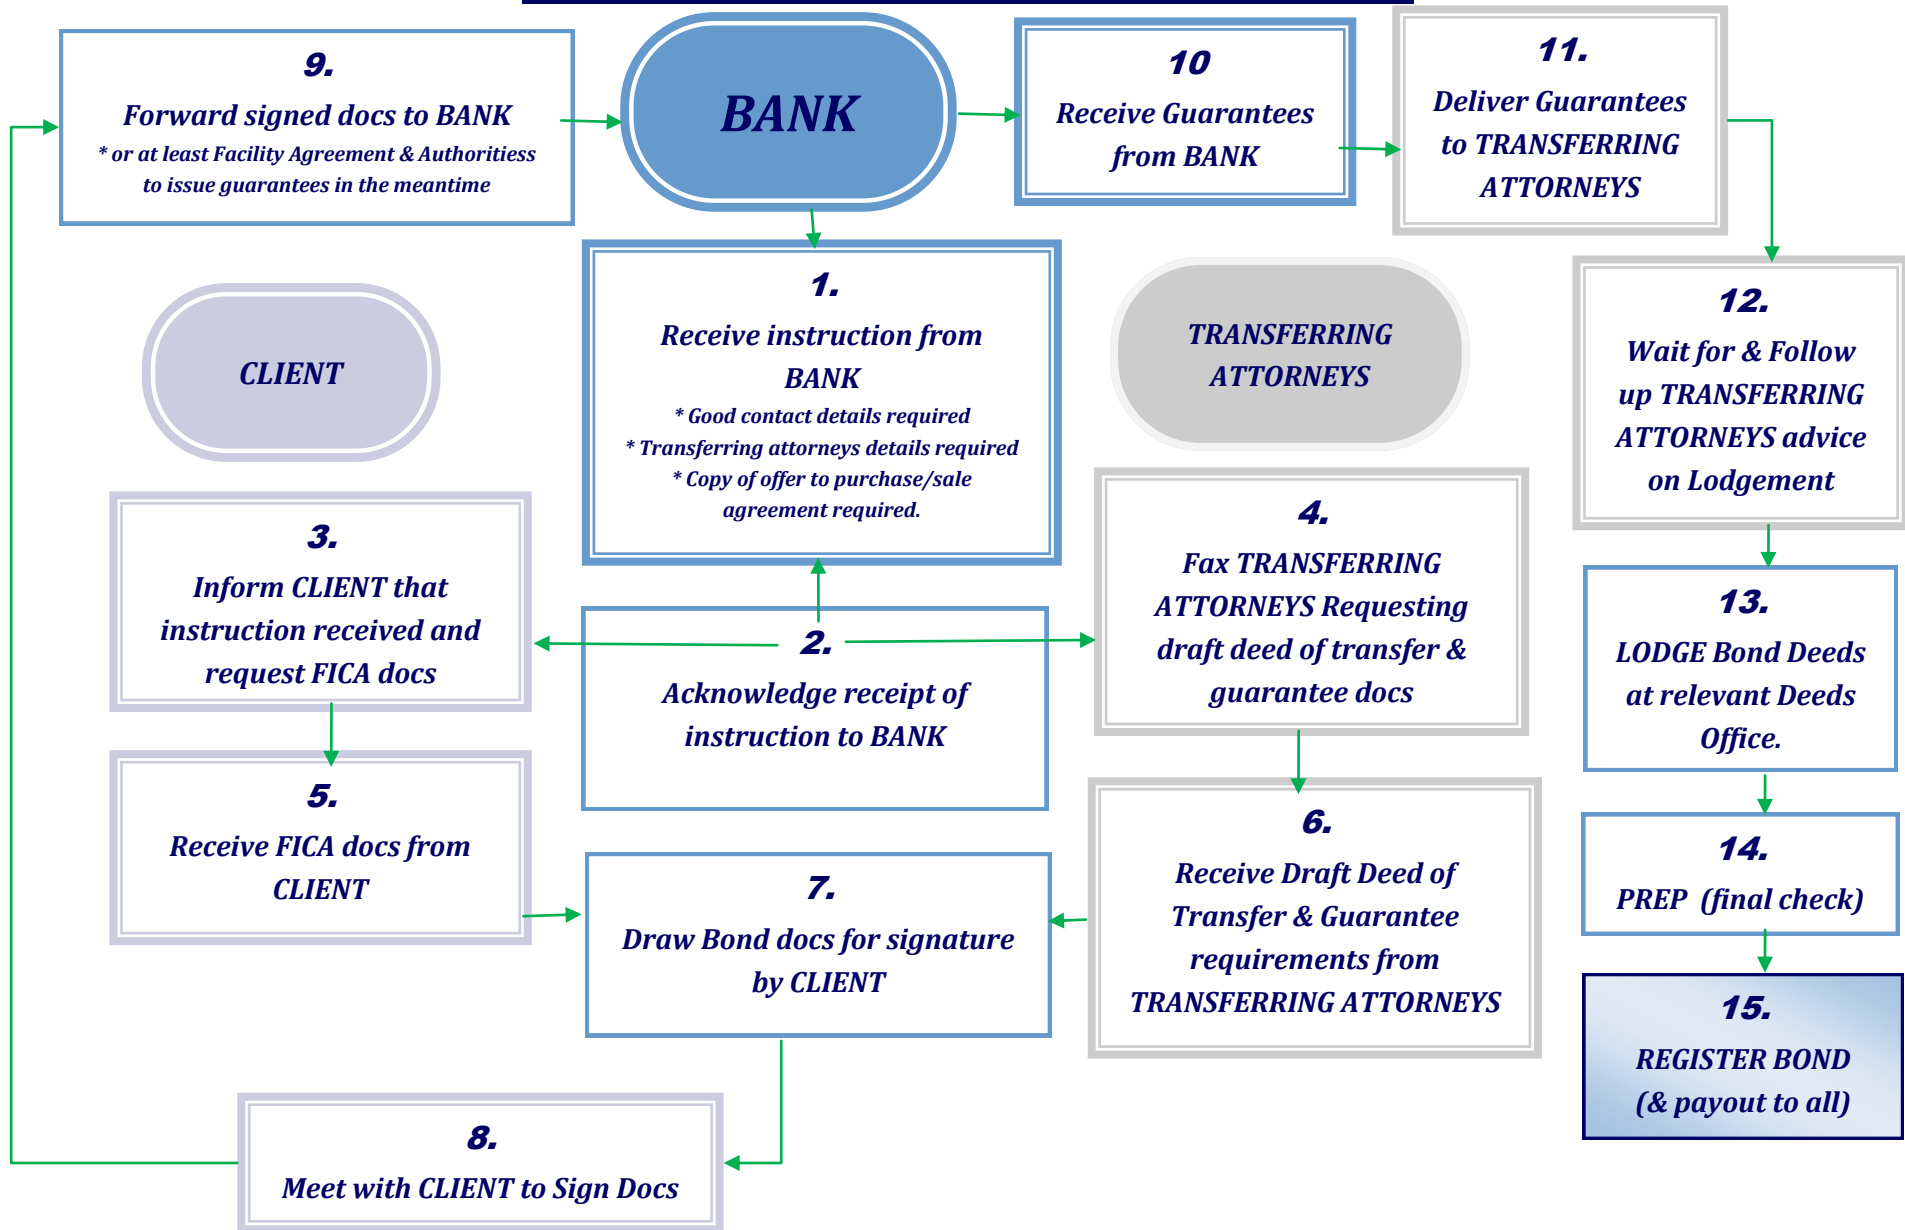 9.
Forward signed docs to BANK
* or at least Facility Agreement & Authoritiess
to issue guarantees in the meantime
BANK
10
Receive Guarantees
from BANK
11.
Deliver Guarantees
to TRANSFERRING
ATTORNEYS
CLIENT
1.
Receive instruction from
BANK
* Good contact details required
* Transferring attorneys details required
* Copy of offer to purchase/sale
agreement required.
TRANSFERRING
ATTORNEYS
12.
Wait for & Follow
up TRANSFERRING
ATTORNEYS advice
on Lodgement
3.
Inform CLIENT that
instruction received and
request FICA docs
2.
Acknowledge receipt of
instruction to BANK
4.
Fax TRANSFERRING
ATTORNEYS Requesting
draft deed of transfer &
guarantee docs
13.
LODGE Bond Deeds
at relevant Deeds
Office.
5.
Receive FICA docs from
CLIENT
6.
Receive Draft Deed of
Transfer & Guarantee
requirements from
TRANSFERRING ATTORNEYS
7.
Draw Bond docs for signature
by CLIENT
14.
PREP (final check)
8.
Meet with CLIENT to Sign Docs
15.
REGISTER BOND
(& payout to all)